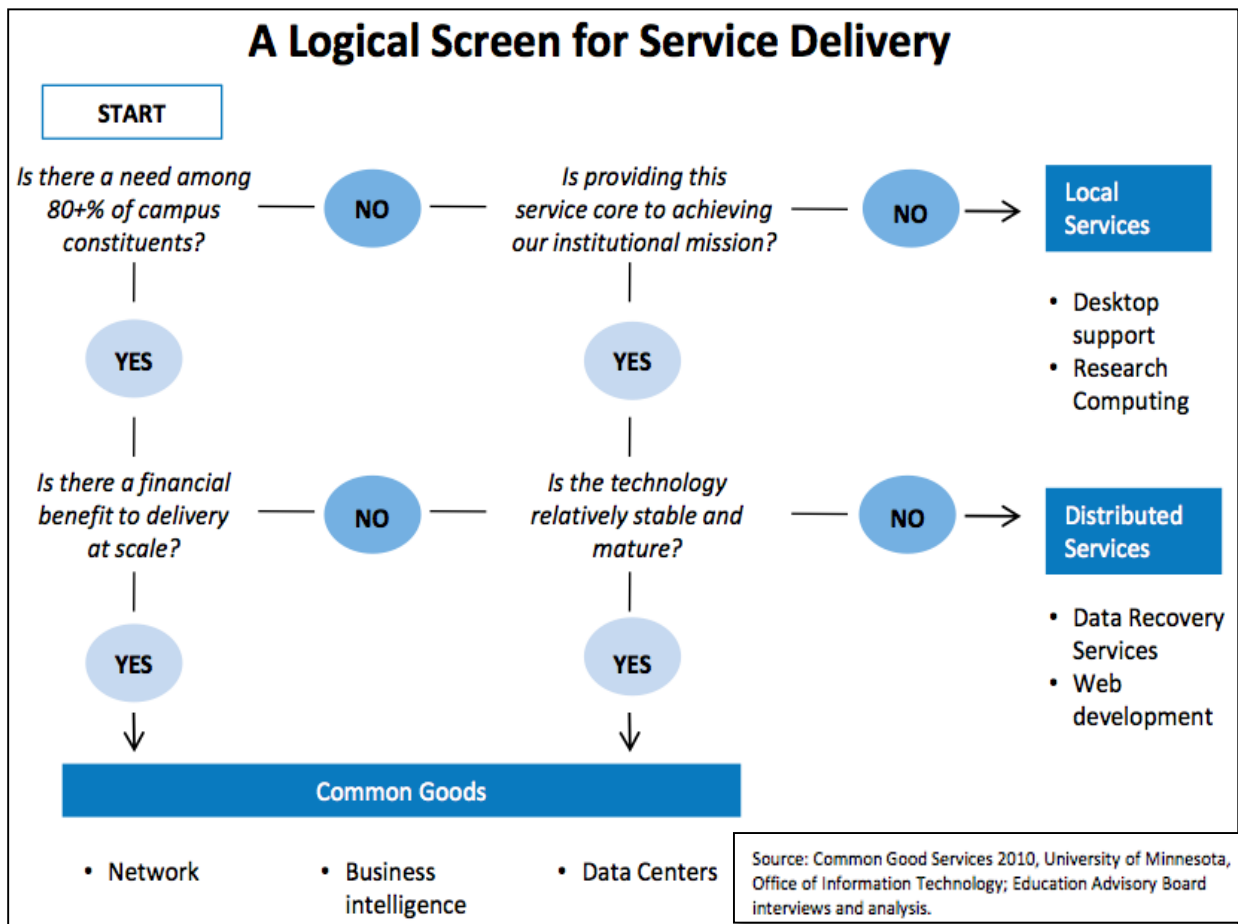 A Logical Screen for Service Delivery
START
Is there a need among
80+% of campus
constituents?
NO
Is providing this
service core to achieving
our institutional mission?
NO
Local
Services
• Desktop
support
• Research
Computing
YES
YES
Is there a financial
benefit to delivery
at scale?
NO
Is the technology
relatively stable and
mature?
NO
Distributed
Services
• Data Recovery
Services
• Web
development
YES
YES
Common Goods
• Network
• Business
intelligence
• Data Centers
Source: Common Good Services 2010, University of Minnesota,
Office of Information Technology; Education Advisory Board
interviews and analysis.